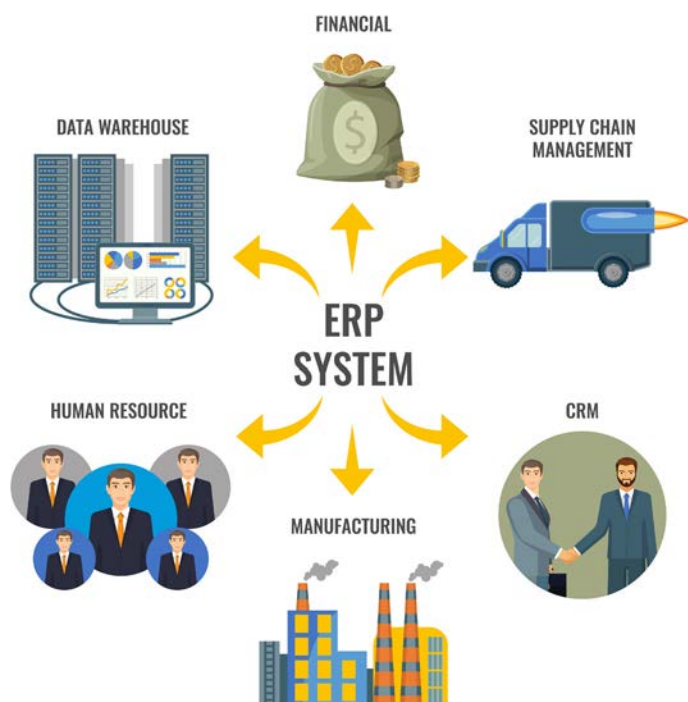 FINANCIAL
DATA WAREHOUSE
SUPPLY CHAIN
MANAGEMENT
$
ERP
SYSTEM
HUMAN RESOURCE
CRM
MANUFACTURING